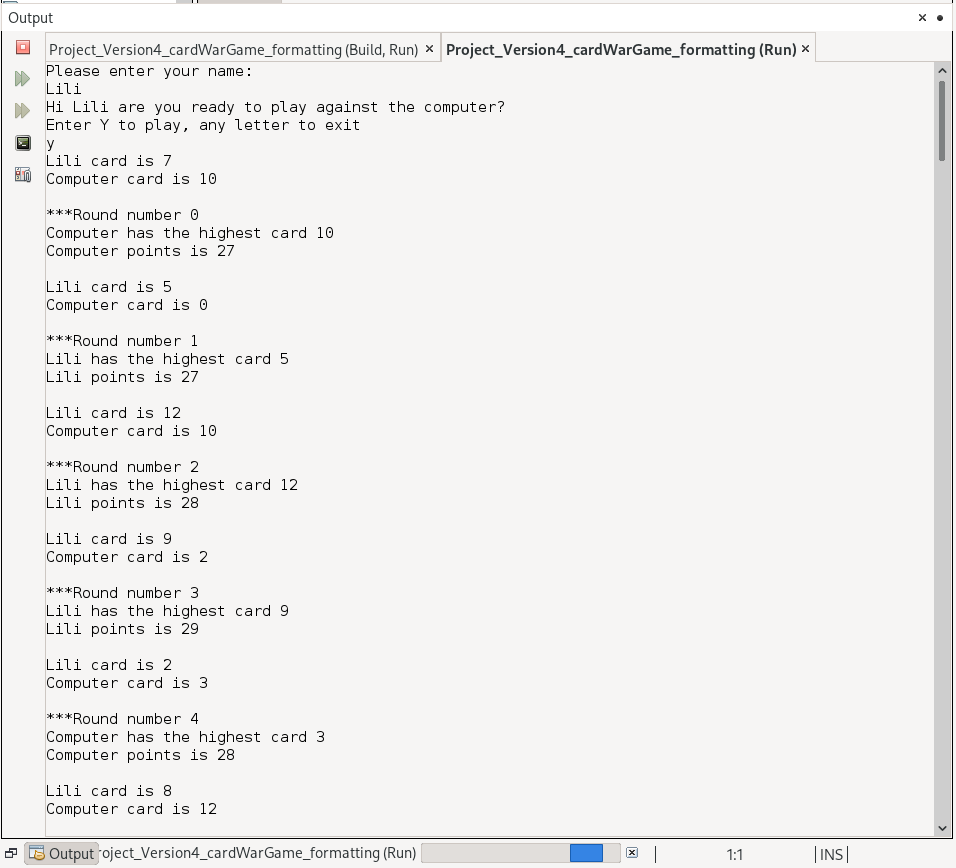 Output
Project_Version4_cardWarGame_formatting (Build, Run)
Project_Version4_cardWarGame_formatting (Run)
Please enter your name:
Lili
Hi Lili are you ready to play against the computer?
Enter Y to play, any letter to exit
y
Lili card is 7
Computer card is 10
***Round number 0
Computer has the highest card 10
Computer points is 27
Lili card is 5
Computer card is 0
***Round number 1
Lili has the highest card 5
Lili points is 27
Lili card is 12
Computer card is 10
***Round number 2
Lili has the highest card 12
Lili points is 28
Lili card is 9
Computer card is 2
***Round number 3
Lili has the highest card 9
Lili points is 29
Lili card is 2
Computer card is 3
***Round number 4
Computer has the highest card 3
Computer points is 28
Lili card is 8
Computer card is 12
Output roject_Version4_cardWarGame_formatting (Run) 1:1 INS